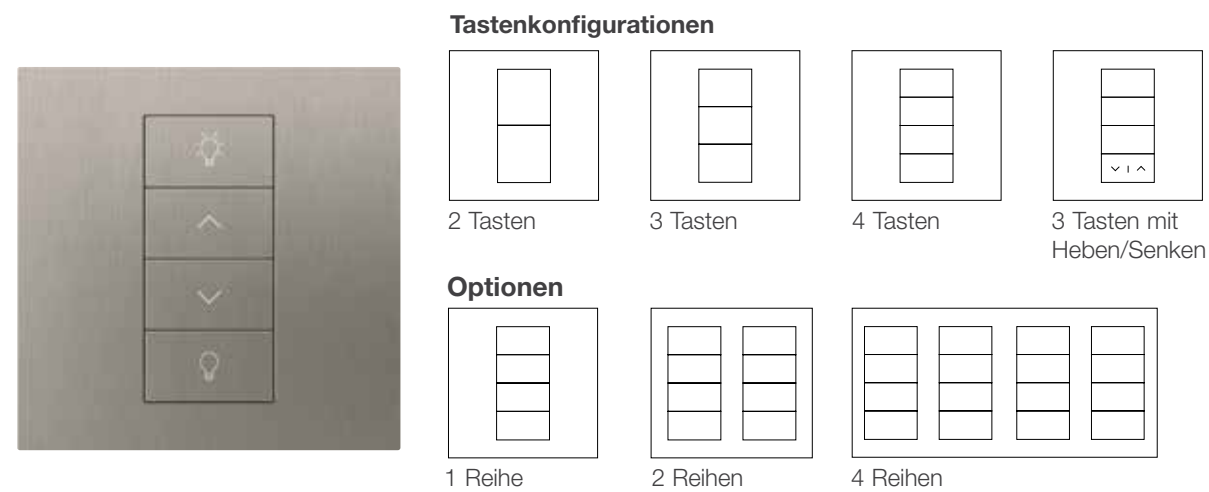 Tastenkonfigurationen
2 Tasten
3 Tasten
4 Tasten
3 Tasten mit
Heben/Senken
Optionen
1 Reihe
2 Reihen
4 Reihen